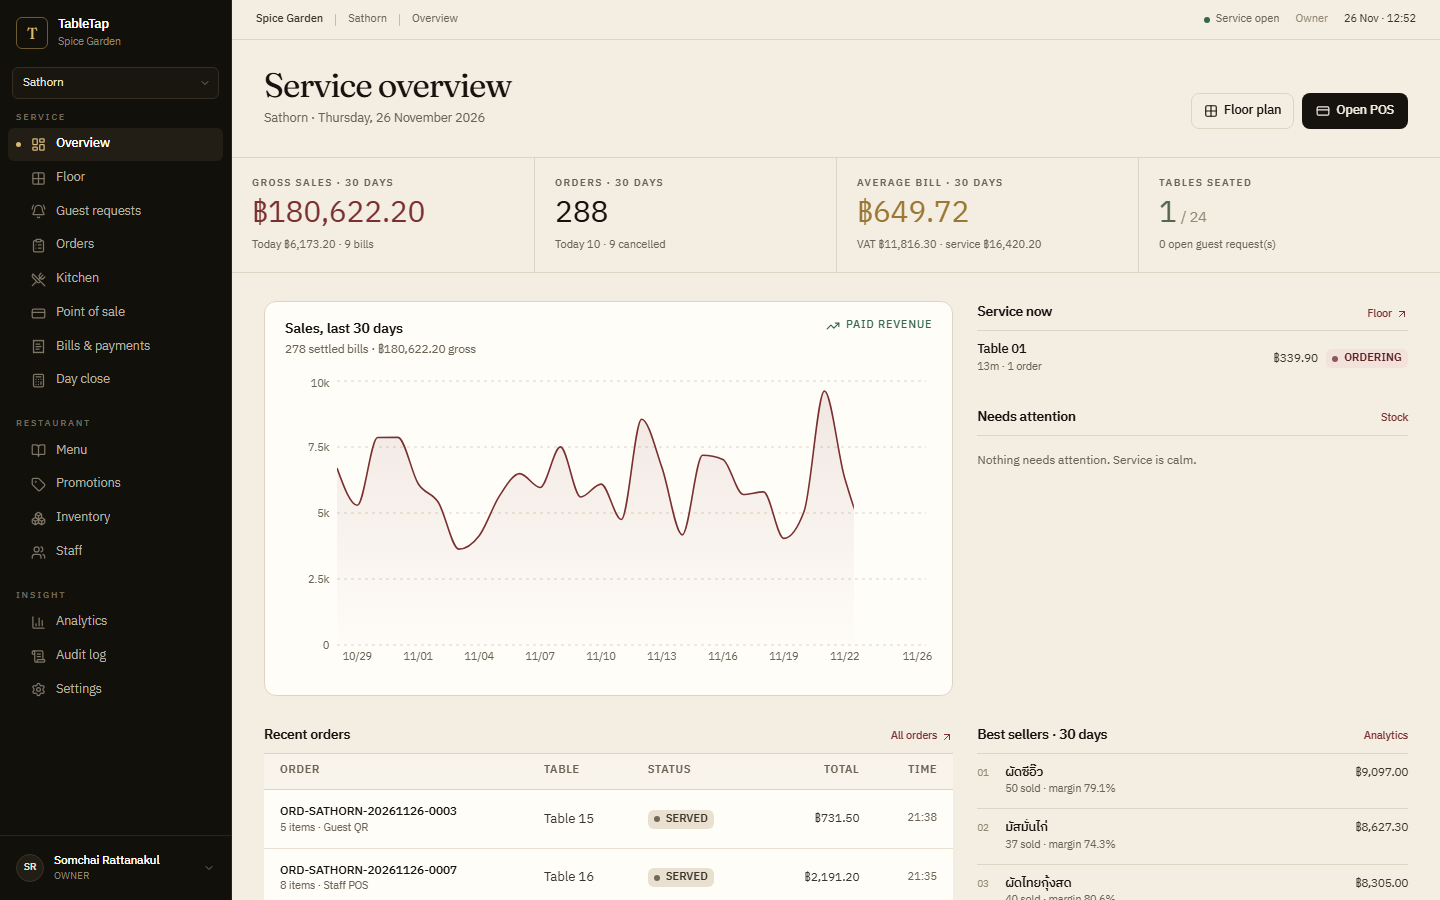 T
TableTap
Spice Garden
Sathorn
SERVICE
Overview
Floor
Guest requests
Orders
Kitchen
Point of sale
Bills & payments
Day close
RESTAURANT
Menu
Promotions
Inventory
Staff
INSIGHT
Analytics
Audit log
Settings
SR
Somchai Rattanakul
OWNER
Spice Garden
Sathorn
Overview
Service open
Owner
26 Nov · 12:52
Service overview
Sathorn · Thursday, 26 November 2026
Floor plan
Open POS
GROSS SALES · 30 DAYS
฿180,622.20
Today ฿6,173.20 · 9 bills
ORDERS · 30 DAYS
288
Today 10 · 9 cancelled
AVERAGE BILL · 30 DAYS
฿649.72
VAT ฿11,816.30 · service ฿16,420.20
TABLES SEATED
1 / 24
0 open guest request(s)
Sales, last 30 days
PAID REVENUE
278 settled bills · ฿180,622.20 gross
10k
7.5k
5k
2.5k
0
10/29 11/01 11/04 11/07 11/10 11/13 11/16 11/19 11/22 11/26
Service now
Floor
Table 01
13m · 1 order
฿339.90
ORDERING
Needs attention
Stock
Nothing needs attention. Service is calm.
Recent orders
All orders
ORDER TABLE STATUS TOTAL TIME
ORD-SATHORN-20261126-0003
5 items · Guest QR
Table 15
SERVED
฿731.50
21:38
ORD-SATHORN-20261126-0007
8 items · Staff POS
Table 16
SERVED
฿2,191.20
21:35
Best sellers · 30 days
Analytics
01
ผัดซีอิ๊ว
50 sold · margin 79.1%
฿9,097.00
02
มัสมั่นไก่
37 sold · margin 74.3%
฿8,627.30
03
ผัดไทยกุ้งสด
40 sold · margin 80.6%
฿8,305.00